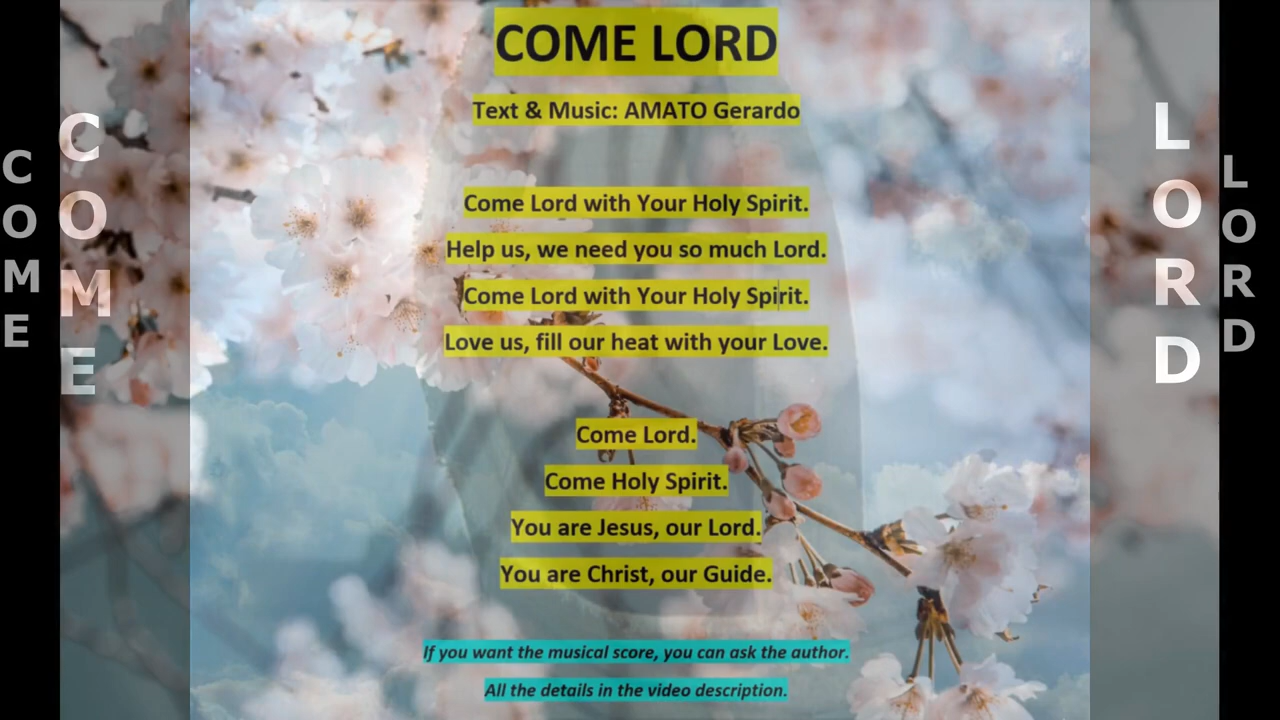 COME LORD
Text & Music: AMATO Gerardo
Come Lord with Your Holy Spirit.
Help us, we need you so much Lord.
Come Lord with Your Holy Spirit.
Love us, fill our heat with your Love.
Come Lord.
Come Holy Spirit.
You are Jesus, our Lord.
You are Christ, our Guide.
If you want the musical score, you can ask the author.
All the details in the video description.
COME
COME
LORD
LORD